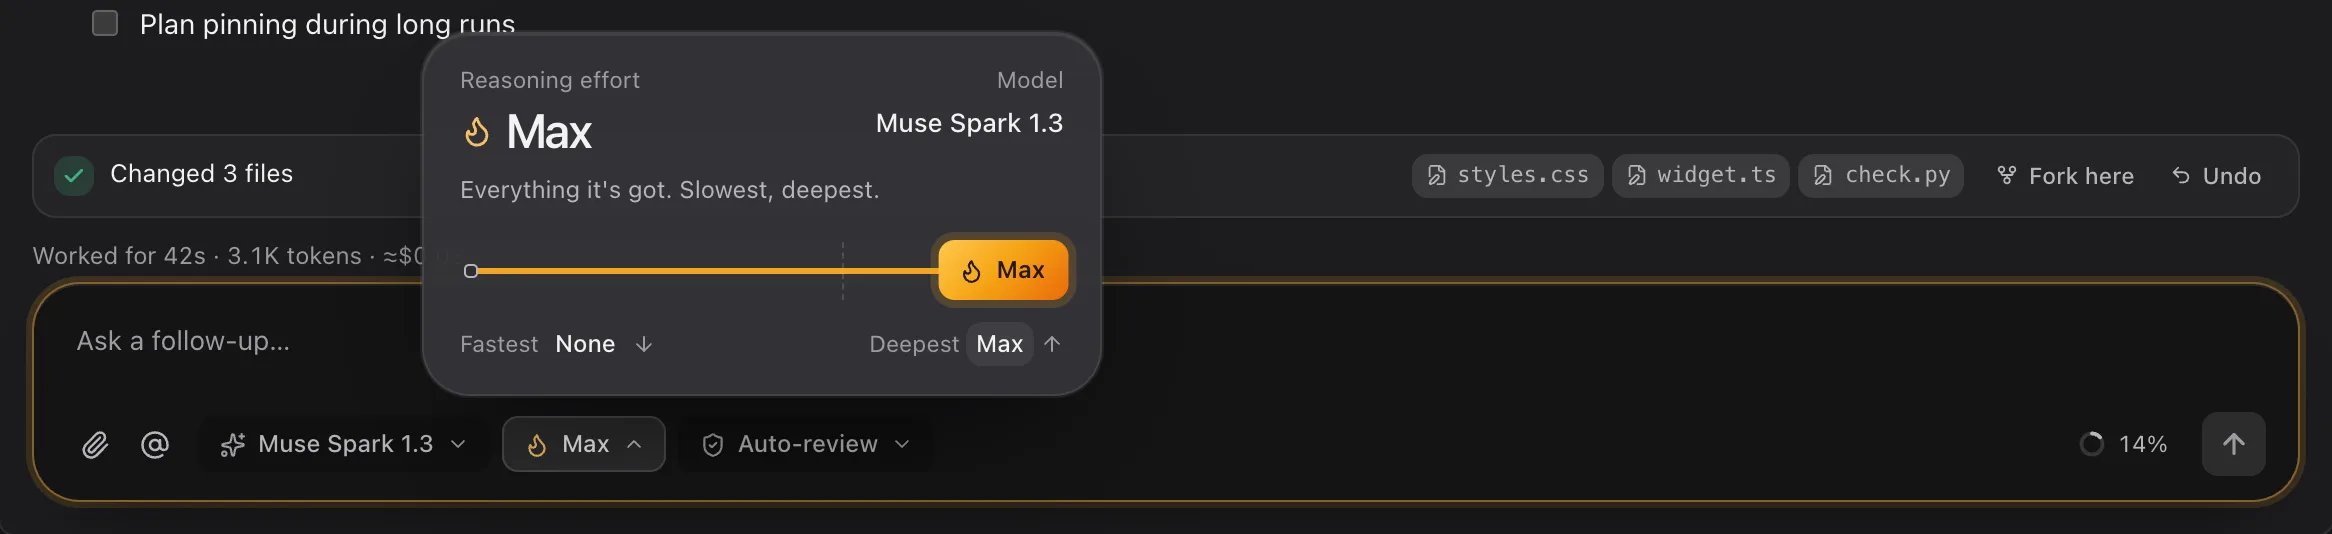 Plan pinning during long runs
Reasoning effort
Model
Max
Muse Spark 1.3
Everything it's got. Slowest, deepest.
Max
Fastest None ↓
Deepest Max ↑
Changed 3 files
styles.css
widget.ts
check.py
Fork here
Undo
Worked for 42s · 3.1K tokens · ≈$0
Ask a follow-up...
@
Muse Spark 1.3
Max
Auto-review
14%